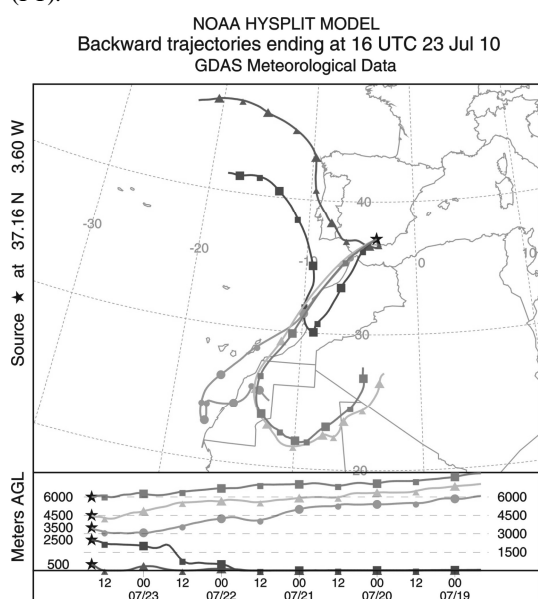 NOAA HYSPLIT MODEL
Backward trajectories ending at 16 UTC 23 Jul 10
GDAS Meteorological Data
Source ★ at 37.16 N 3.60 W
40
-30
-20
-10
0
10
30
20
Meters AGL
6000 6000
4500 4500
3500
3000
2500
1500
500
12 00 12 00 12 00 12 00 12 00
07/23 07/22 07/21 07/20 07/19